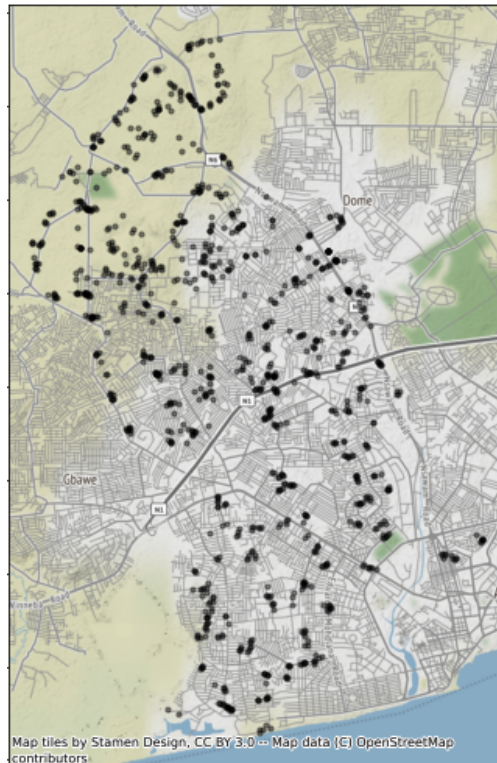 N6
Dome
N1
Gbawe
N1
Map tiles by Stamen Design, CC BY 3.0 -- Map data (C) OpenStreetMap
contributors